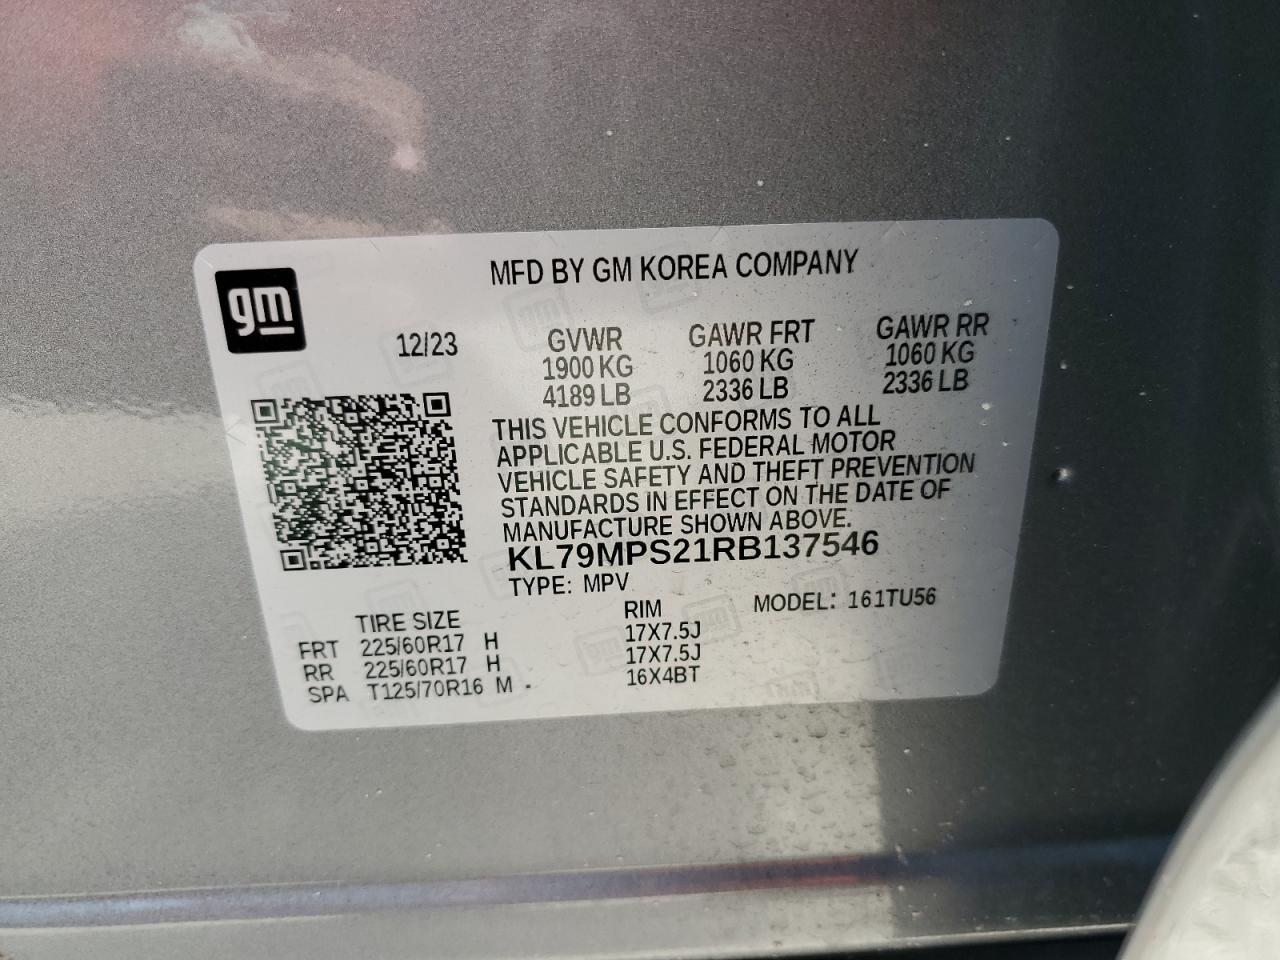 gm
MFD BY GM KOREA COMPANY
12/23
GVWR GAWR FRT GAWR RR
1900 KG 1060 KG 1060 KG
4189 LB 2336 LB 2336 LB
THIS VEHICLE CONFORMS TO ALL
APPLICABLE U.S. FEDERAL MOTOR
VEHICLE SAFETY AND THEFT PREVENTION
STANDARDS IN EFFECT ON THE DATE OF
MANUFACTURE SHOWN ABOVE.
KL79MPS21RB137546
TYPE: MPV
MODEL: 161TU56
TIRE SIZE RIM
FRT 225/60R17 H 17X7.5J
RR 225/60R17 H 17X7.5J
SPA T125/70R16 M 16X4BT